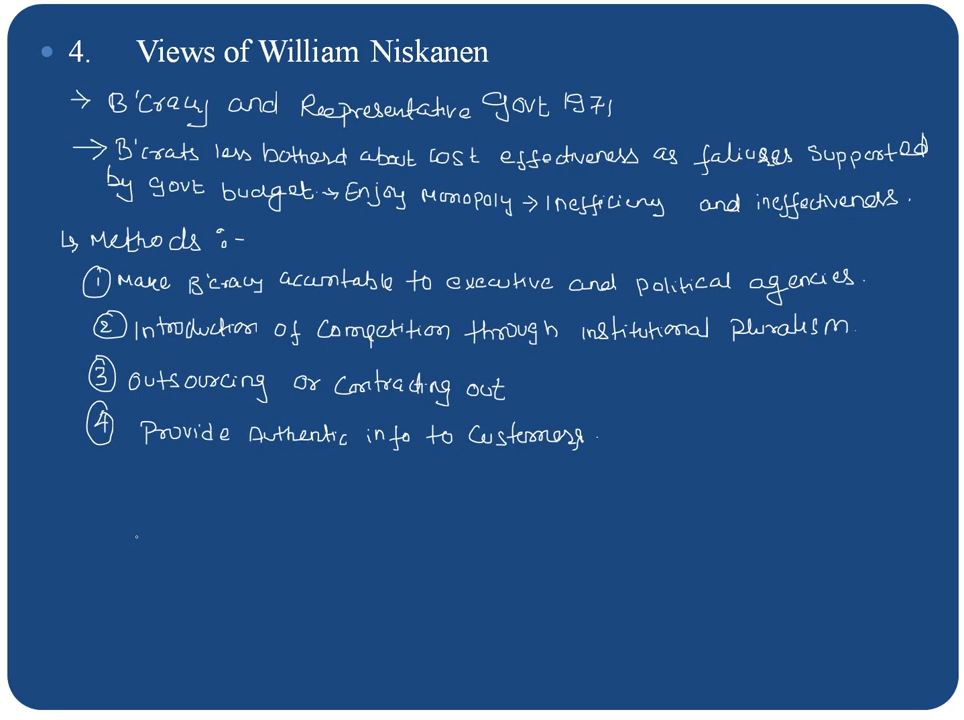 • 4. Views of William Niskanen
→ B'Cracy and Representative Govt 1971
→ B'crats less botherd about cost effectiveness as faliures supported
by govt budget → Enjoy Monopoly → Inefficiency and ineffectiveness.
↳ Methods :-
① Make B'cracy accountable to executive and political agencies.
② Introduction of Competition through institutional pluralism.
③ Outsourcing or Contracting out
④ Provide Authentic info to Customers.